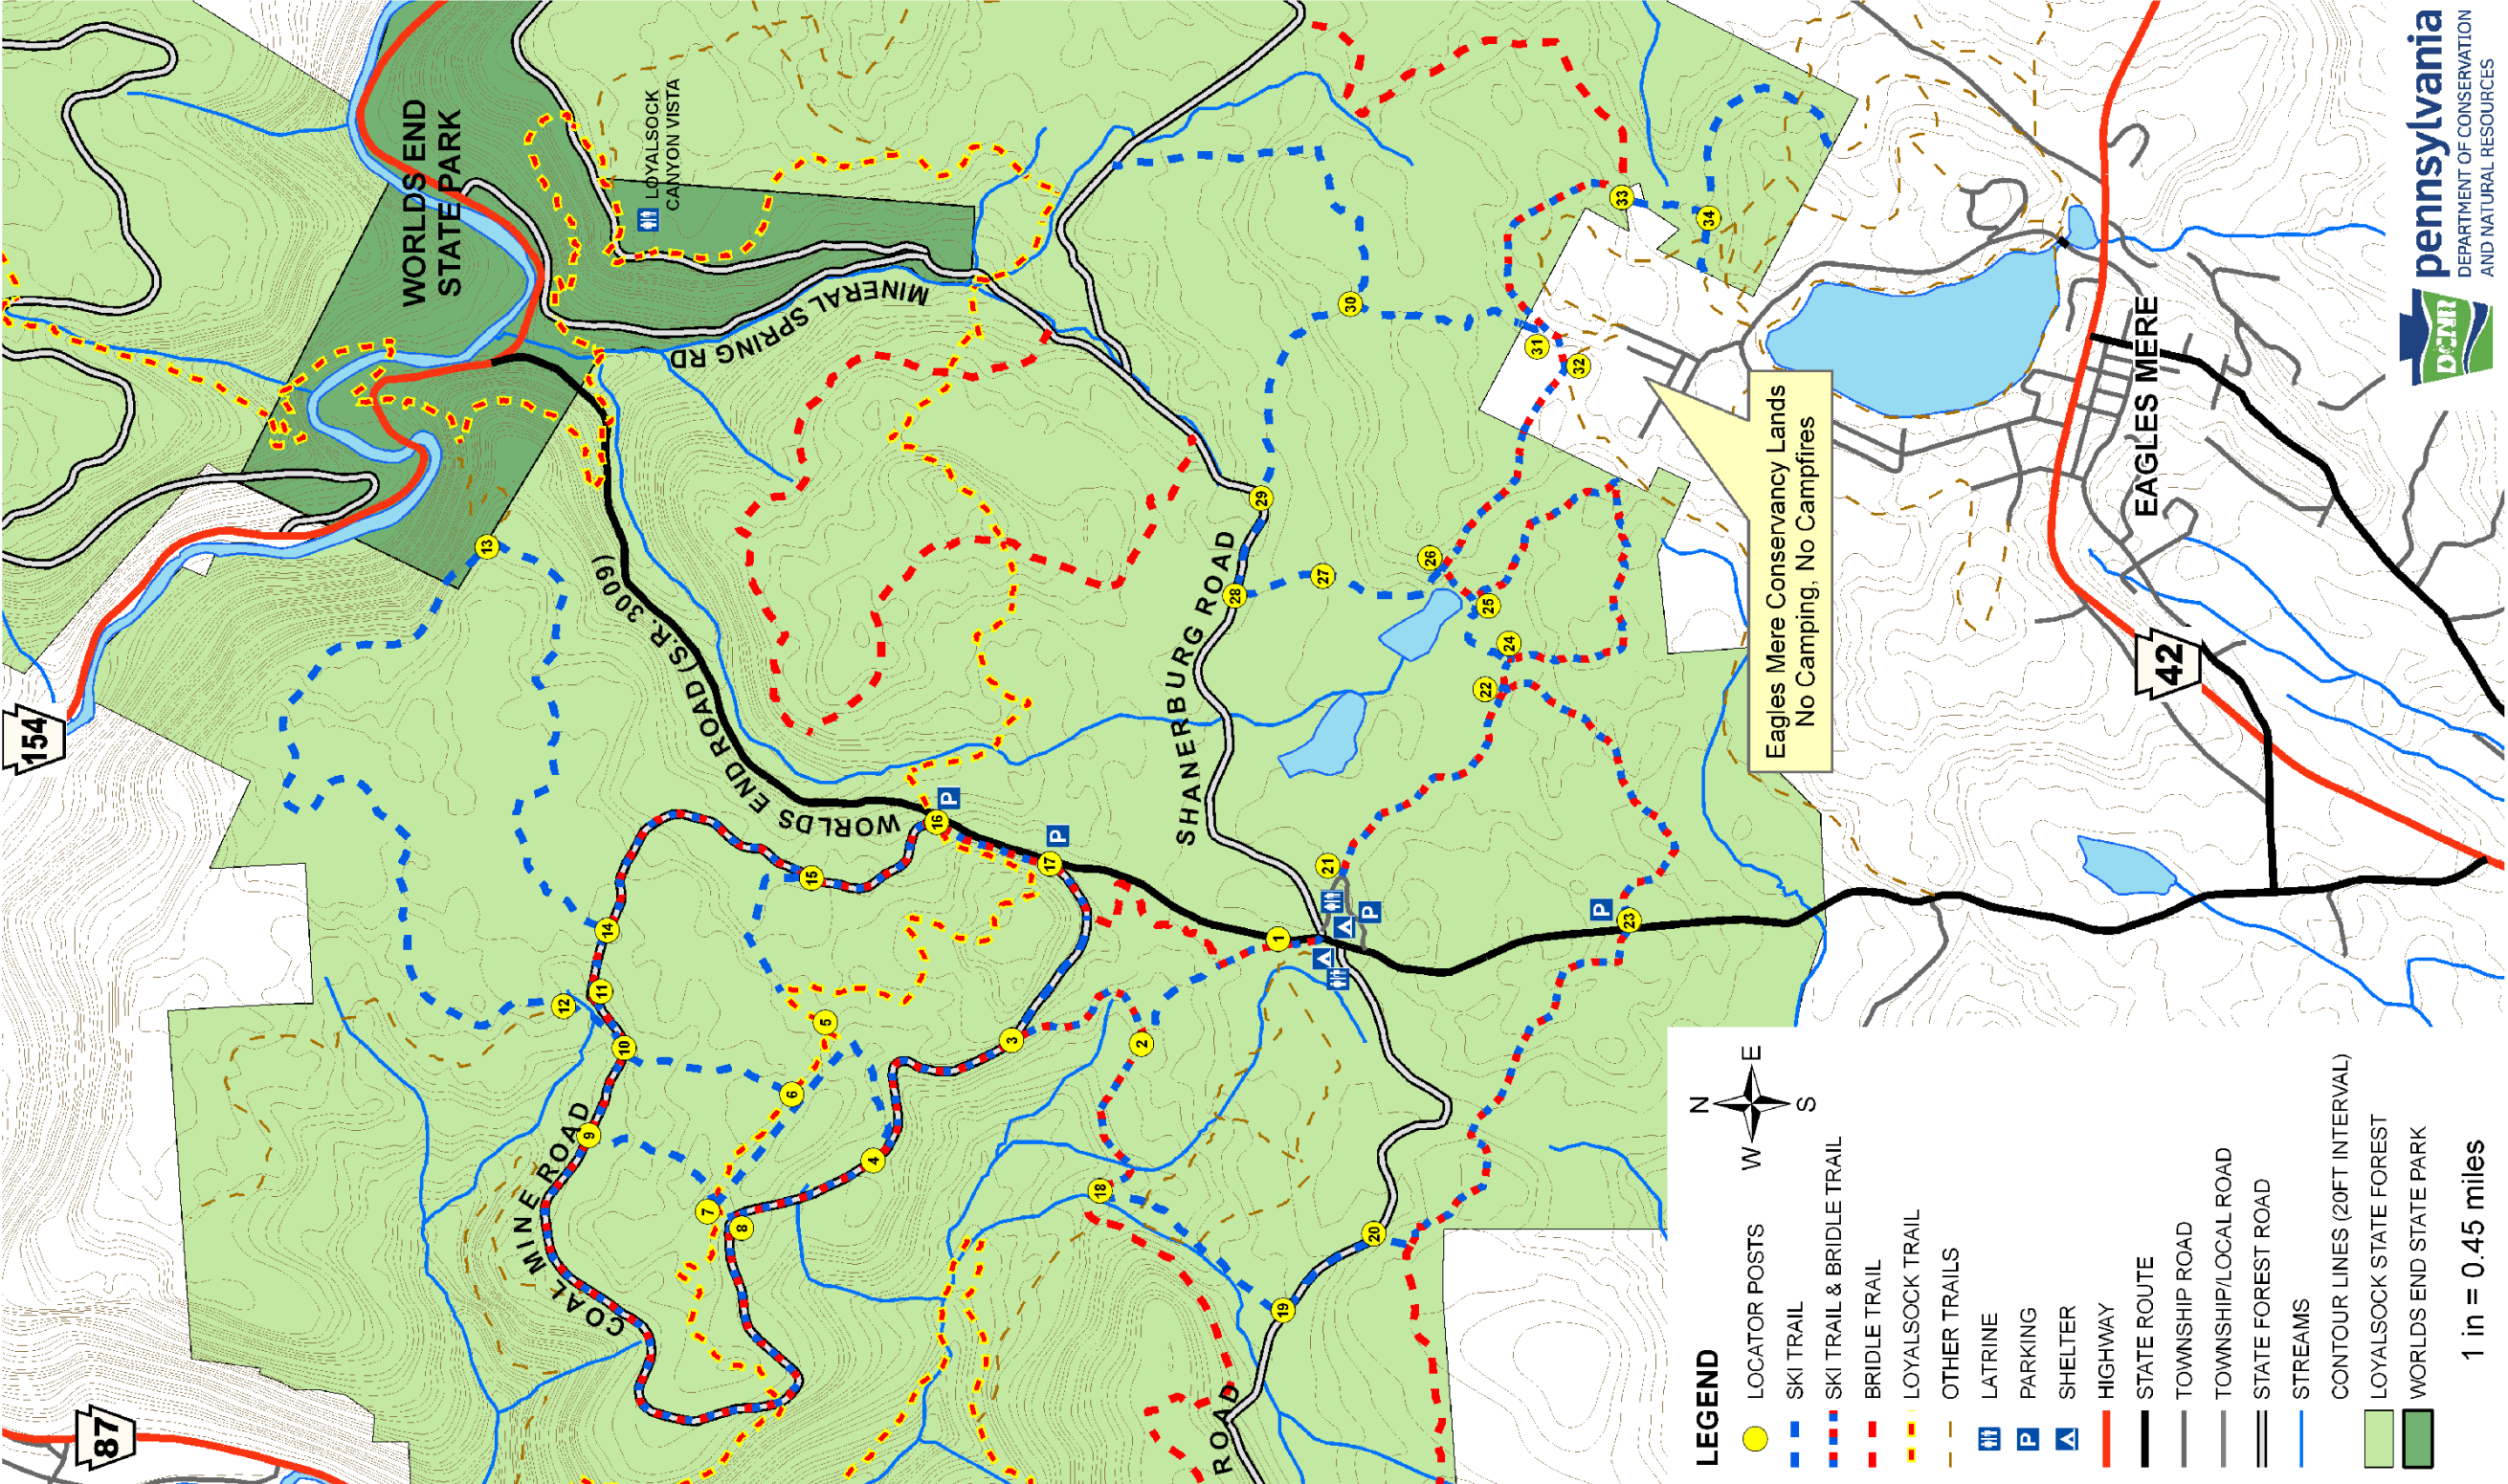 WORLDS END
STATE PARK
LOYALSOCK
CANYON VISTA
MINERAL SPRING RD
154
WORLDS END ROAD (S.R. 3009)
SHANERBURG ROAD
COAL MINE ROAD
87
ROAD
Eagles Mere Conservancy Lands
No Camping, No Campfires
EAGLES MERE
42
P
P
P
P
1
2
3
4
5
6
7
8
9
10
11
12
13
14
15
16
17
18
19
20
21
22
23
24
25
26
27
28
29
30
31
32
33
34
N
W
E
S
LEGEND
LOCATOR POSTS
SKI TRAIL
SKI TRAIL & BRIDLE TRAIL
BRIDLE TRAIL
LOYALSOCK TRAIL
OTHER TRAILS
LATRINE
P PARKING
SHELTER
HIGHWAY
STATE ROUTE
TOWNSHIP ROAD
TOWNSHIP/LOCAL ROAD
STATE FOREST ROAD
STREAMS
CONTOUR LINES (20FT INTERVAL)
LOYALSOCK STATE FOREST
WORLDS END STATE PARK
1 in = 0.45 miles
DCNR
pennsylvania
DEPARTMENT OF CONSERVATION
AND NATURAL RESOURCES